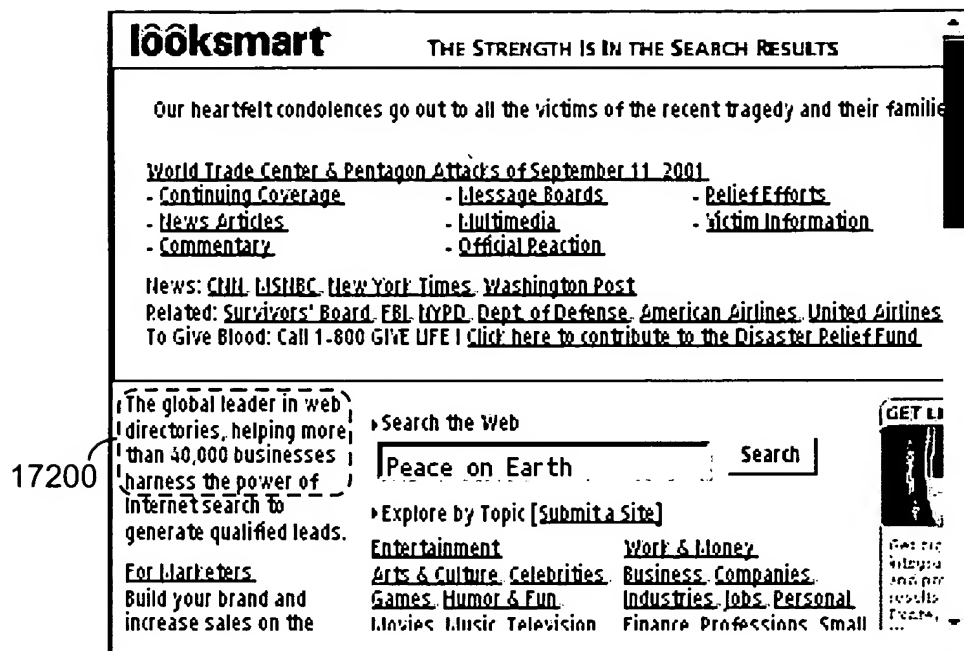 lôôksmart THE STRENGTH IS IN THE SEARCH RESULTS
Our heartfelt condolences go out to all the victims of the recent tragedy and their familie
World Trade Center & Pentagon Attacks of September 11, 2001
- Continuing Coverage - Message Boards - Relief Efforts
- News Articles - Multimedia - Victim Information
- Commentary - Official Reaction
News: CNN, MSNBC, New York Times, Washington Post
Related: Survivors' Board, FBI, NYPD, Dept. of Defense, American Airlines, United Airlines
To Give Blood: Call 1-800 GIVE LIFE | Click here to contribute to the Disaster Relief Fund
The global leader in web
directories, helping more
than 40,000 businesses
harness the power of
Internet search to
generate qualified leads.
For Marketers
Build your brand and
increase sales on the
17200
▸Search the Web
Peace on Earth Search
▸Explore by Topic [Submit a Site]
Entertainment Work & Money
Arts & Culture, Celebrities, Business, Companies,
Games, Humor & Fun, Industries, Jobs, Personal
Movies, Music, Television Finance, Professions, Small
GET LI
and